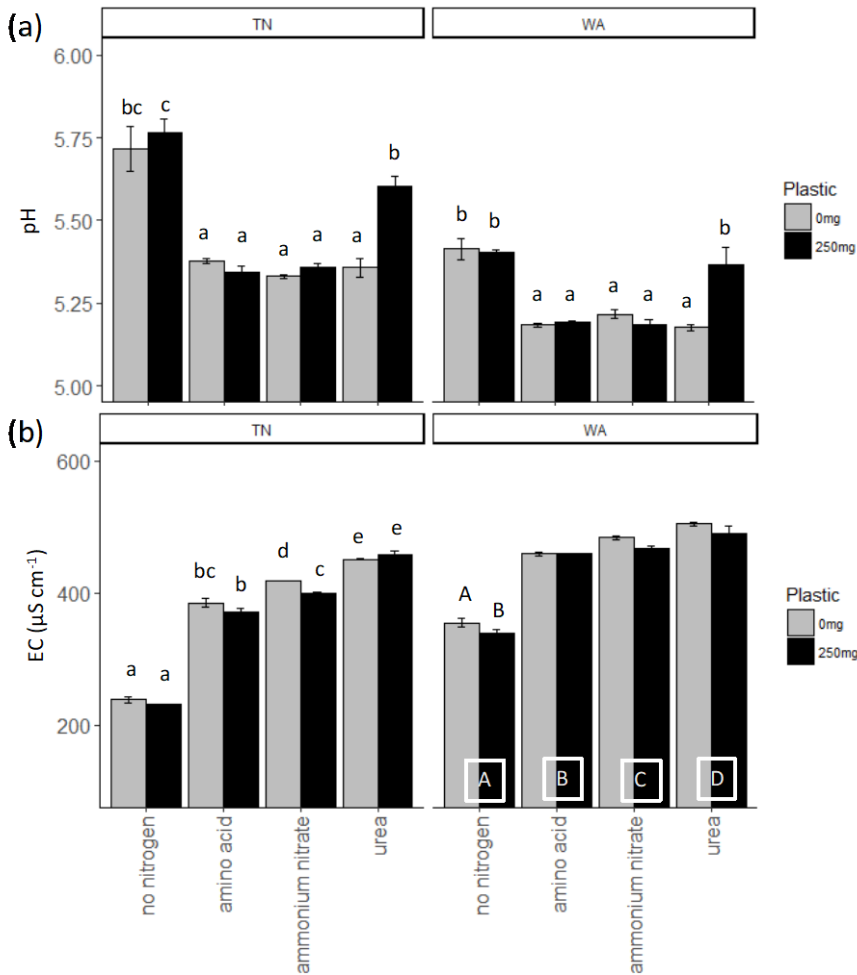 (a)
TN
WA
6.00
5.75
5.50
5.25
5.00
pH
bc c a a a a a b
b b a a a a a b
Plastic
0mg
250mg
(b)
TN
WA
600
400
200
EC (µS cm⁻¹)
a a bc b d c e e
A B
A B C D
Plastic
0mg
250mg
no nitrogen
amino acid
ammonium nitrate
urea
no nitrogen
amino acid
ammonium nitrate
urea